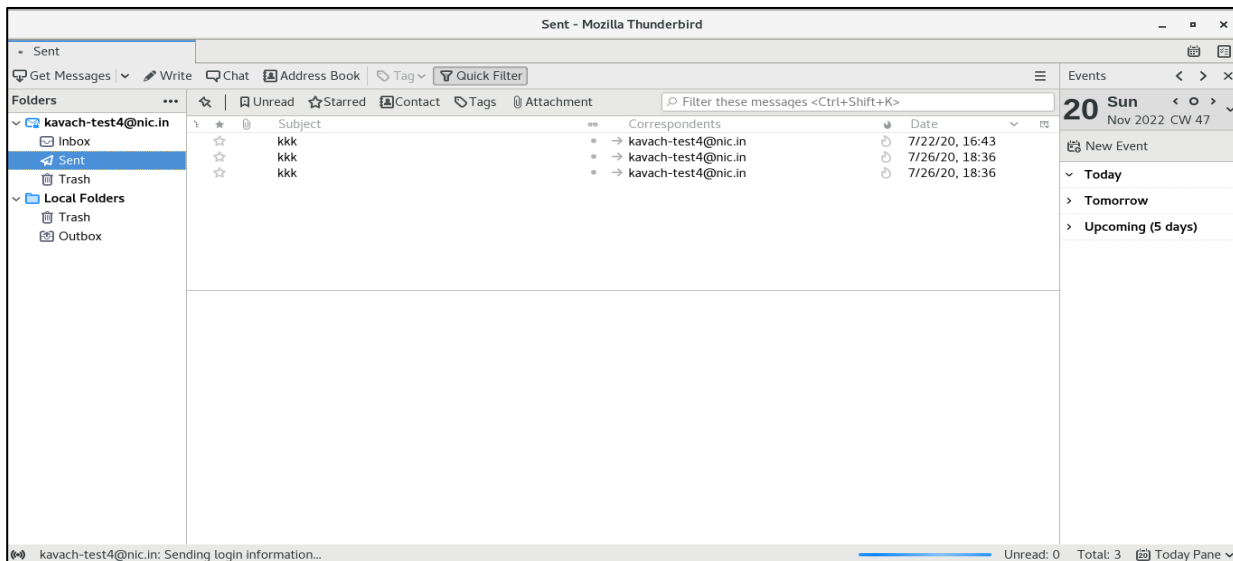 Sent - Mozilla Thunderbird
Sent
Get Messages Write Chat Address Book Tag Quick Filter
Events
Folders
Unread Starred Contact Tags Attachment Filter these messages <Ctrl+Shift+K>
20 Sun
Nov 2022 CW 47
kavach-test4@nic.in
Subject Correspondents Date
Inbox
kkk kavach-test4@nic.in 7/22/20, 16:43
New Event
Sent
kkk kavach-test4@nic.in 7/26/20, 18:36
Trash
kkk kavach-test4@nic.in 7/26/20, 18:36
Today
Local Folders
Tomorrow
Trash
Upcoming (5 days)
Outbox
kavach-test4@nic.in: Sending login information... Unread: 0 Total: 3 20 Today Pane